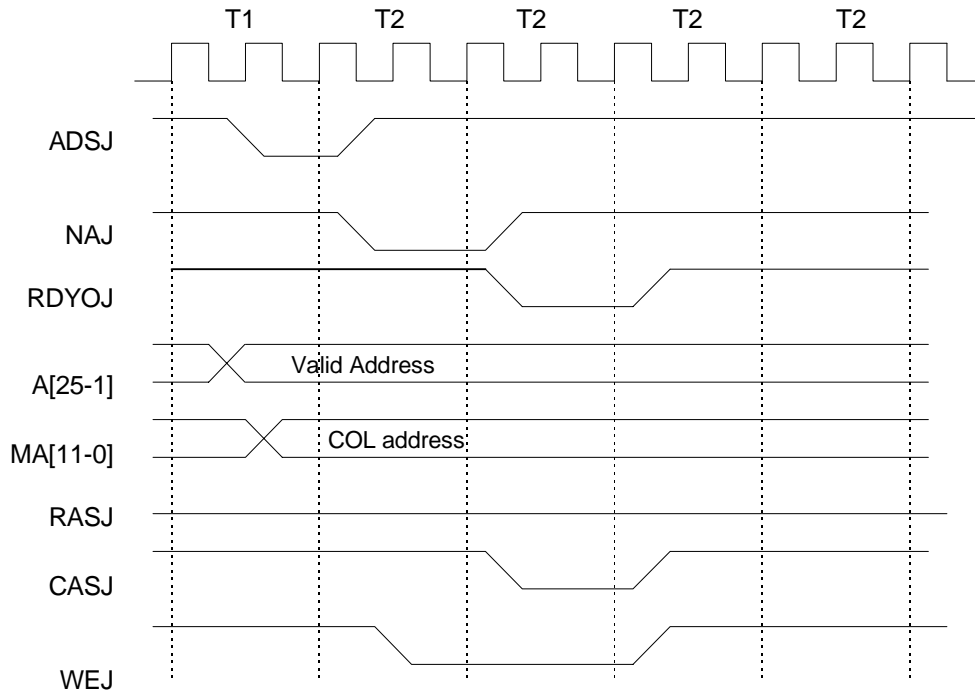 T1 T2 T2 T2 T2
ADSJ
NAJ
RDYOJ
Valid Address
A[25-1]
COL address
MA[11-0]
RASJ
CASJ
WEJ